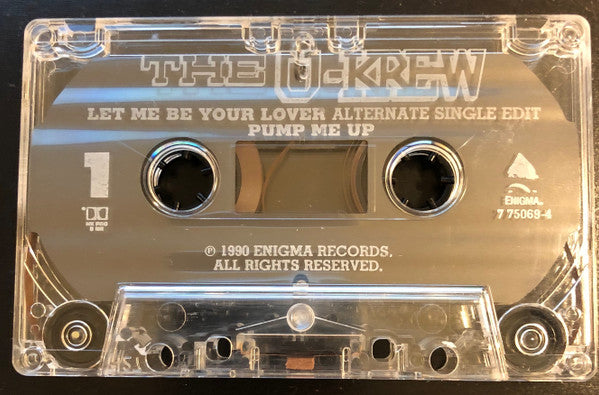 THE U-KREW
LET ME BE YOUR LOVER ALTERNATE SINGLE EDIT
PUMP ME UP
1
ENIGMA.
7 75068-4
℗ 1990 ENIGMA RECORDS.
ALL RIGHTS RESERVED.